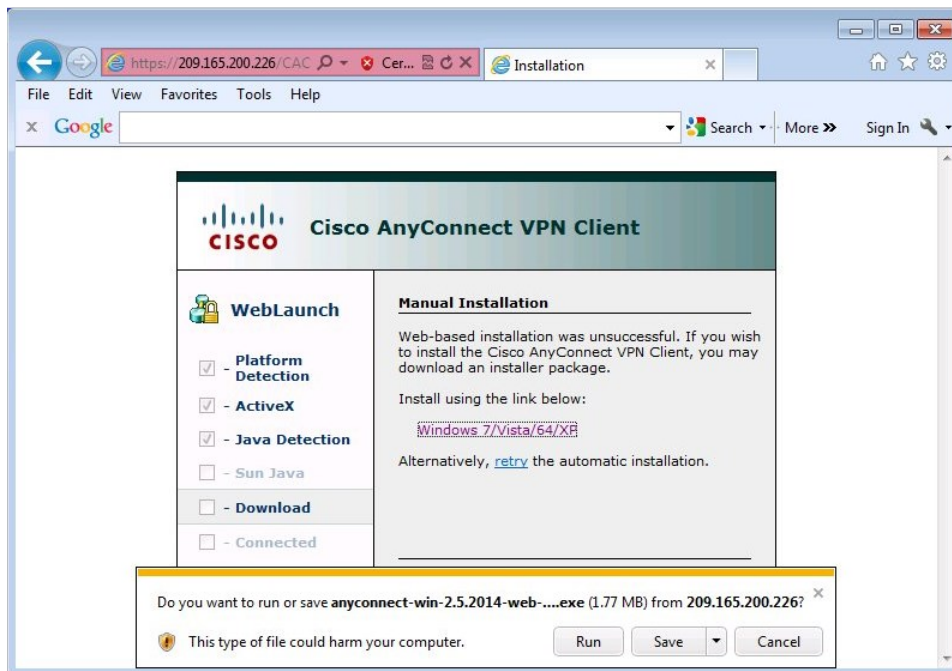 https://209.165.200.226/CAC
Cer...
Installation
File Edit View Favorites Tools Help
x Google
Search
More »
Sign In
CISCO
Cisco AnyConnect VPN Client
WebLaunch
- Platform
Detection
- ActiveX
- Java Detection
- Sun Java
- Download
- Connected
Manual Installation
Web-based installation was unsuccessful. If you wish
to install the Cisco AnyConnect VPN Client, you may
download an installer package.
Install using the link below:
Windows 7/Vista/64/XP
Alternatively, retry the automatic installation.
Do you want to run or save anyconnect-win-2.5.2014-web-....exe (1.77 MB) from 209.165.200.226?
This type of file could harm your computer.
Run
Save
Cancel